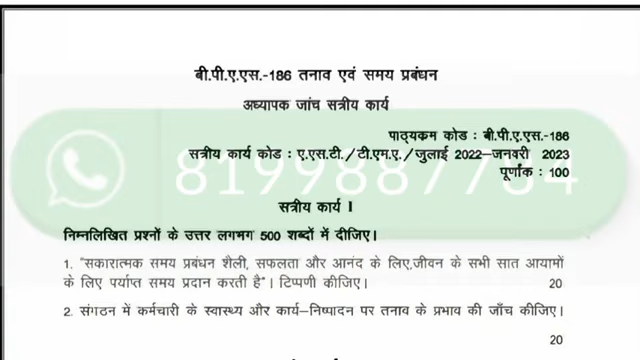 बी.पी.ए.एस.-186 तनाव एवं समय प्रबंधन
अध्यापक जांच सत्रीय कार्य
पाठ्यक्रम कोड : बी.पी.ए.एस.-186
सत्रीय कार्य कोड : ए.एस.टी./टी.एम.ए./जुलाई 2022–जनवरी 2023
पूर्णांक : 100
8199887784
सत्रीय कार्य I
निम्नलिखित प्रश्नों के उत्तर लगभग 500 शब्दों में दीजिए।
1. "सकारात्मक समय प्रबंधन शैली, सफलता और आनंद के लिए,जीवन के सभी सात आयामों
के लिए पर्याप्त समय प्रदान करती है"। टिप्पणी कीजिए। 20
2. संगठन में कर्मचारी के स्वास्थ्य और कार्य–निष्पादन पर तनाव के प्रभाव की जाँच कीजिए।
20